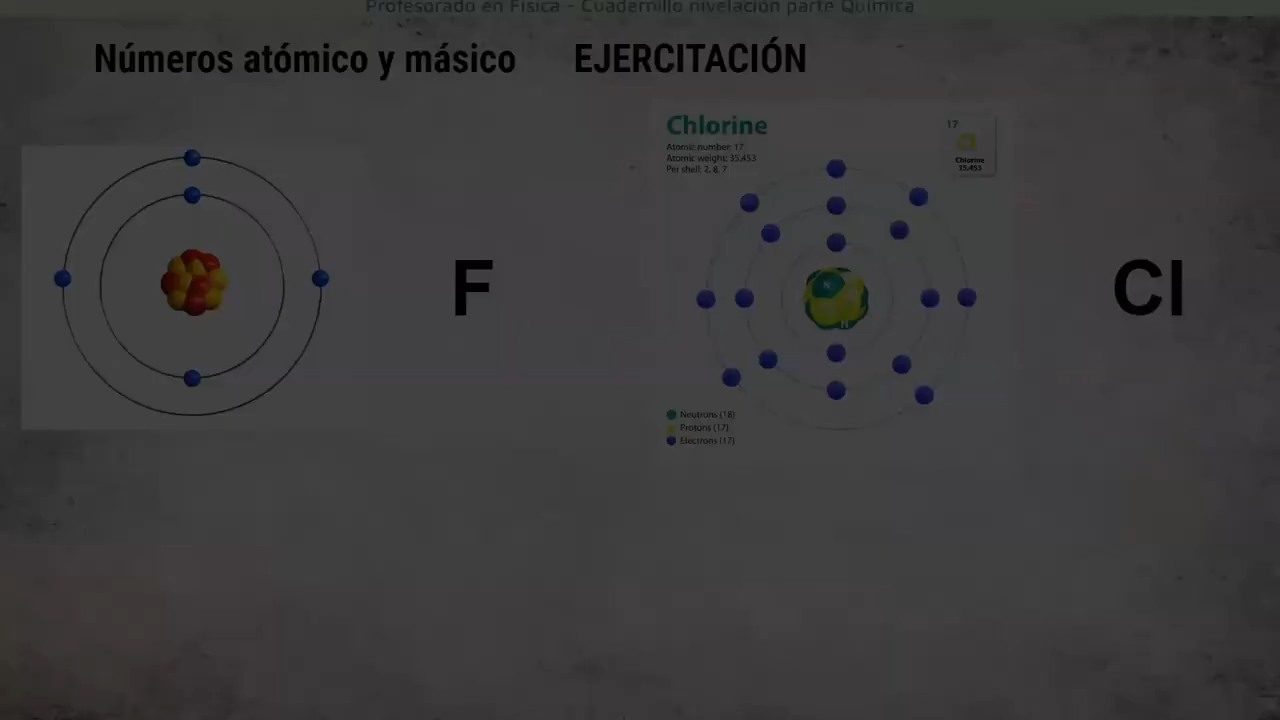 Profesorado en Física - Cuadernillo nivelación parte Química
Números atómico y másico EJERCITACIÓN
Chlorine
Atomic number: 17
Atomic weight: 35.453
Per shell: 2, 8, 7
17
Chlorine
35.453
F
N
Cl
Neutrons (18)
Protons (17)
Electrons (17)